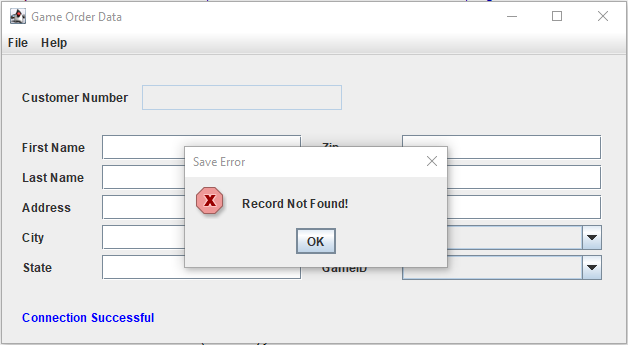 Game Order Data
File Help
Customer Number
First Name
Last Name
Address
City
State
GameID
Save Error
Record Not Found!
OK
Connection Successful